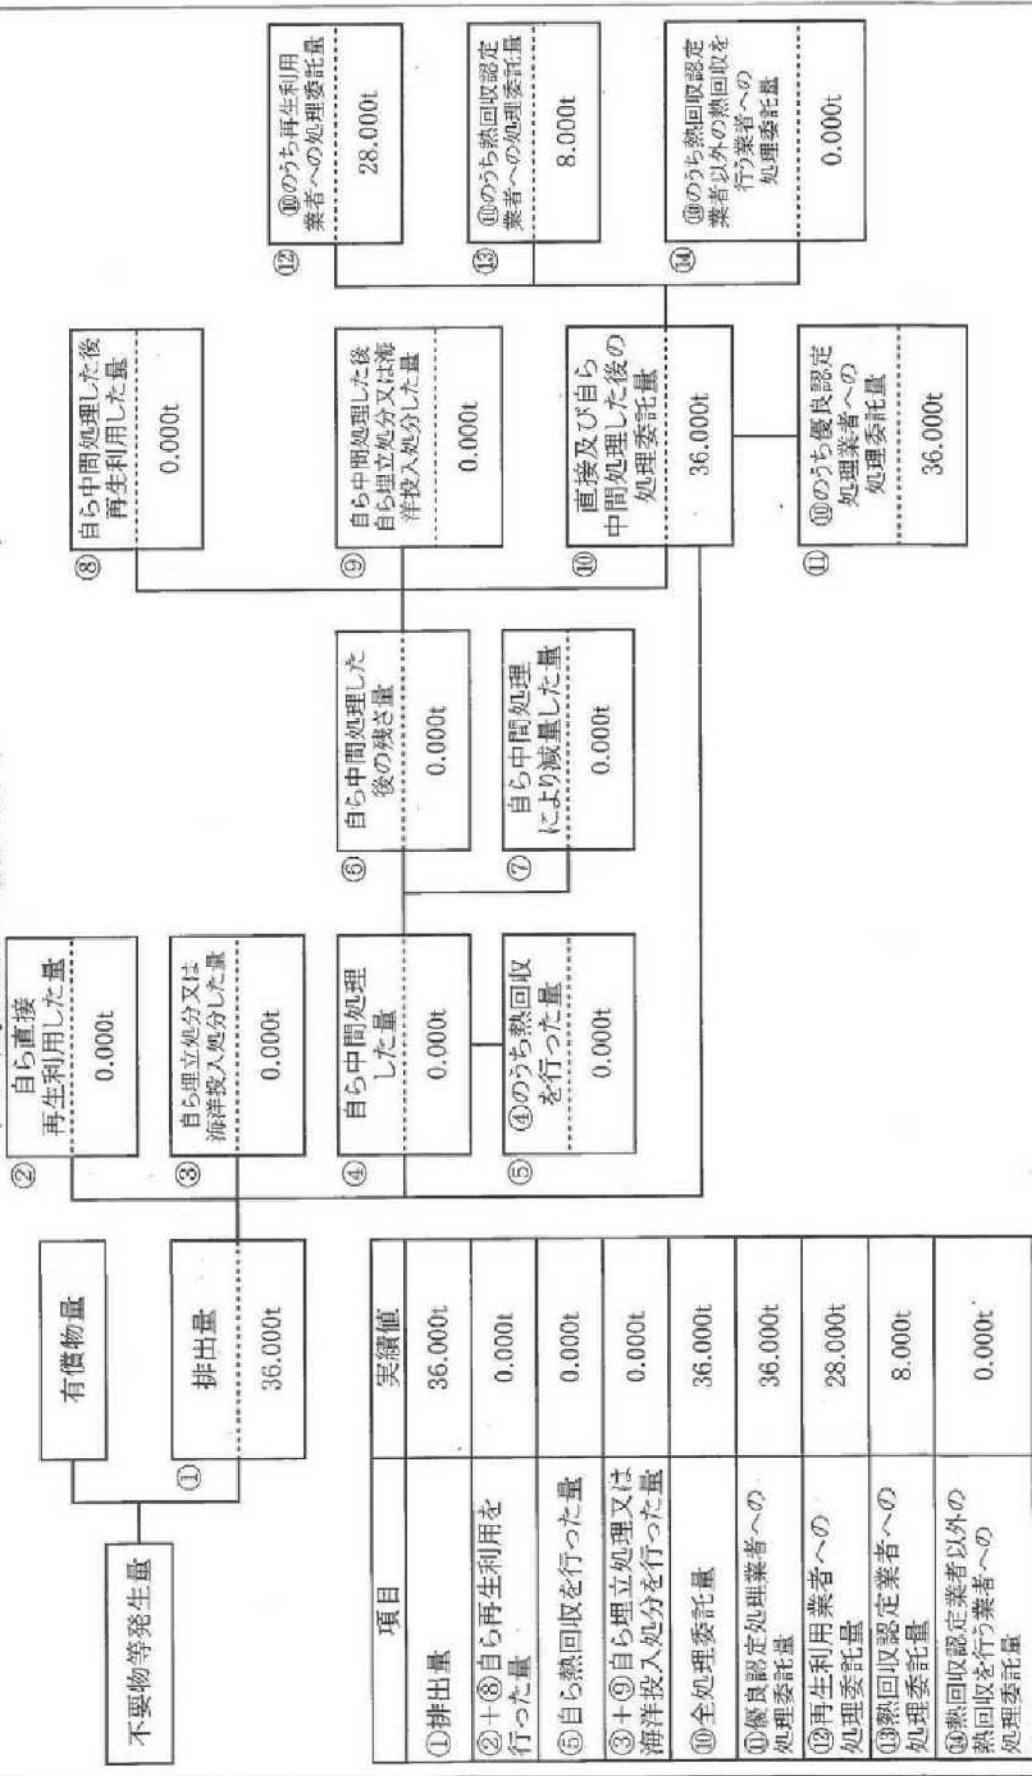 不要物等発生量
有償物量
①
排出量
36.000t
②
自ら直接
再生利用した量
0.000t
③
自ら埋立処分又は
海洋投入処分した量
0.000t
④
自ら中間処理
した量
0.000t
⑤
④のうち熱回収
を行った量
0.000t
⑥
自ら中間処理した
後の残さ量
0.000t
⑦
自ら中間処理
により減量した量
0.000t
⑧
自ら中間処理した後
再生利用した量
0.000t
⑨
自ら中間処理した後
自ら埋立処分又は海
洋投入処分した量
0.000t
⑩
直接及び自ら
中間処理した後の
処理委託量
36.000t
⑪
⑩のうち優良認定
処理業者への
処理委託量
36.000t
⑫
⑩のうち再生利用
業者への処理委託量
28.000t
⑬
⑩のうち熱回収認定
業者への処理委託量
8.000t
⑭
⑩のうち熱回収認定
業者以外の熱回収を
行う業者への
処理委託量
0.000t
項目 実績値
①排出量 36.000t
②+⑧自ら再生利用を
行った量 0.000t
⑤自ら熱回収を行った量 0.000t
③+⑨自ら埋立処理又は
海洋投入処分を行った量 0.000t
⑩全処理委託量 36.000t
⑪優良認定処理業者への
処理委託量 36.000t
⑫再生利用業者への
処理委託量 28.000t
⑬熱回収認定業者への
処理委託量 8.000t
⑭熱回収認定業者以外の
熱回収を行う業者への
処理委託量 0.000t